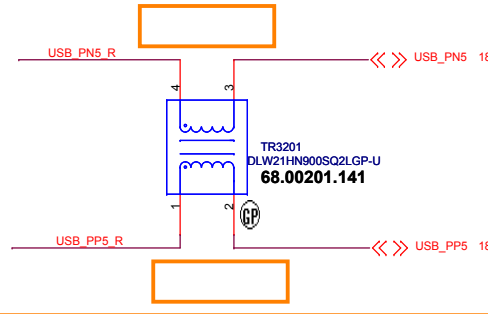 USB_PN5_R
USB_PN5 18
4
3
TR3201
DLW21HN900SQ2LGP-U
68.00201.141
1
2
GP
USB_PP5_R
USB_PP5 18